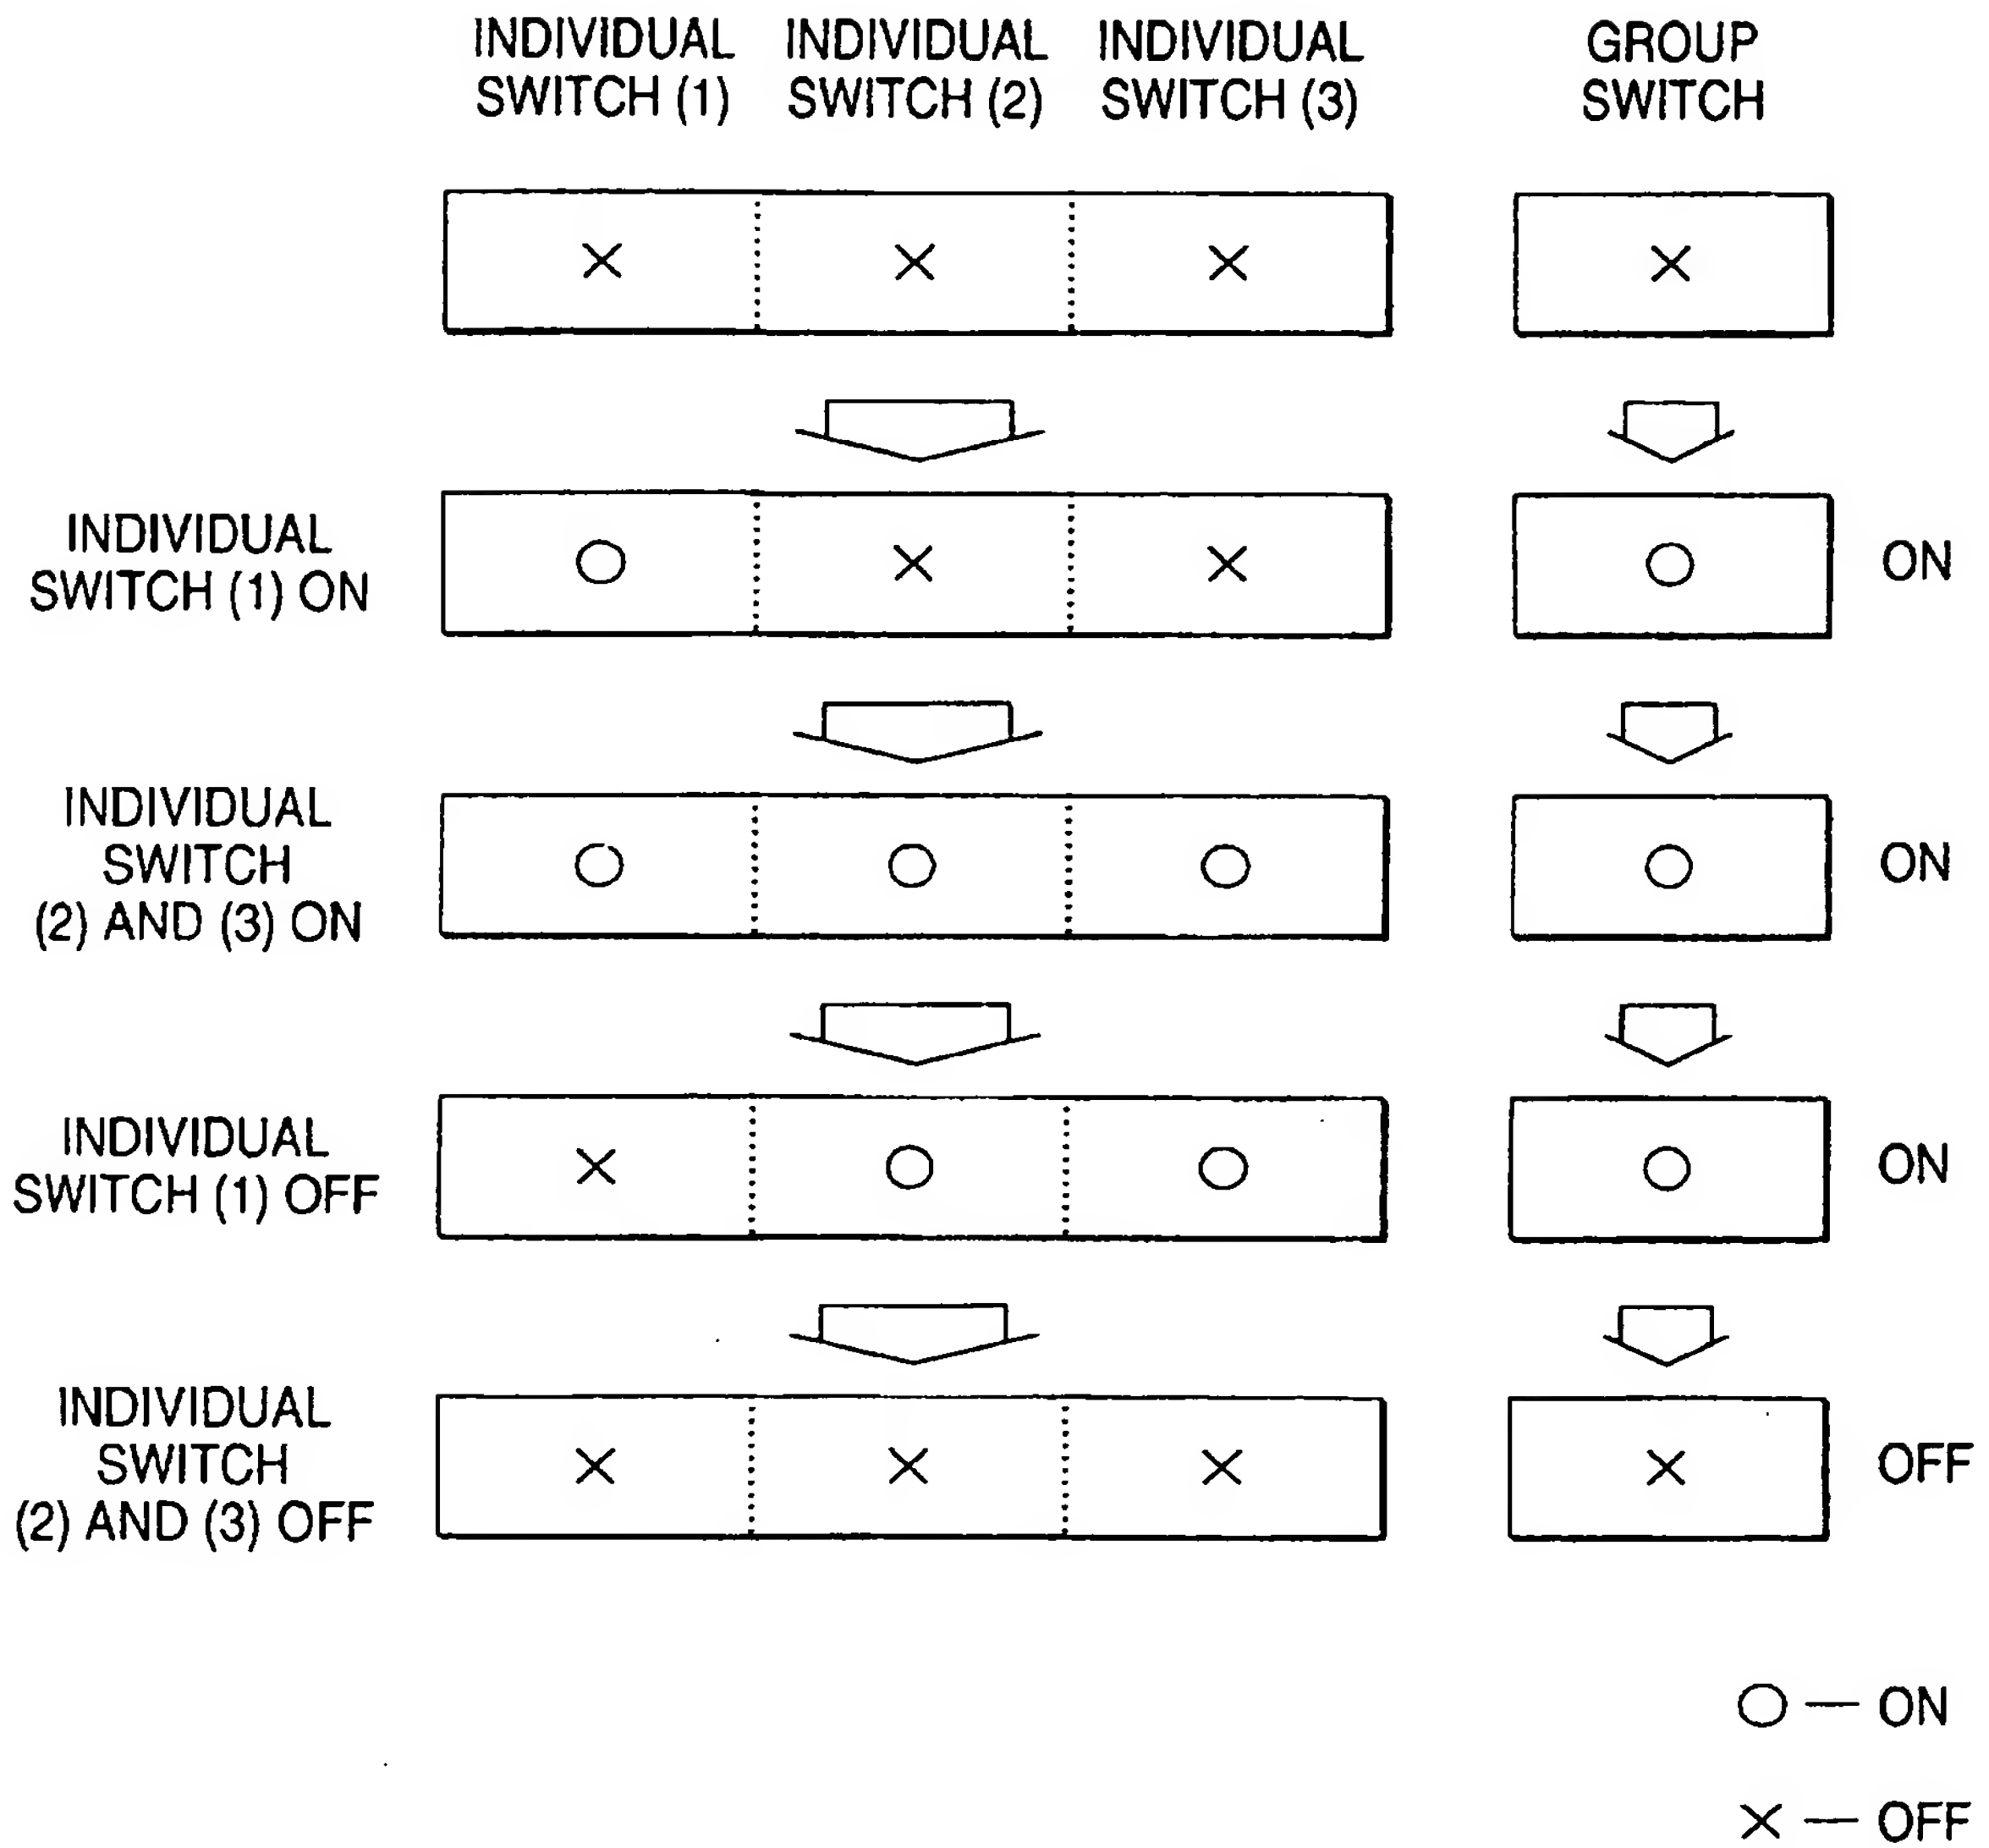 INDIVIDUAL SWITCH (1)
INDIVIDUAL SWITCH (2)
INDIVIDUAL SWITCH (3)
GROUP SWITCH
INDIVIDUAL
SWITCH (1) ON
ON
INDIVIDUAL
SWITCH
(2) AND (3) ON
ON
INDIVIDUAL
SWITCH (1) OFF
ON
INDIVIDUAL
SWITCH
(2) AND (3) OFF
OFF
○ — ON
× — OFF